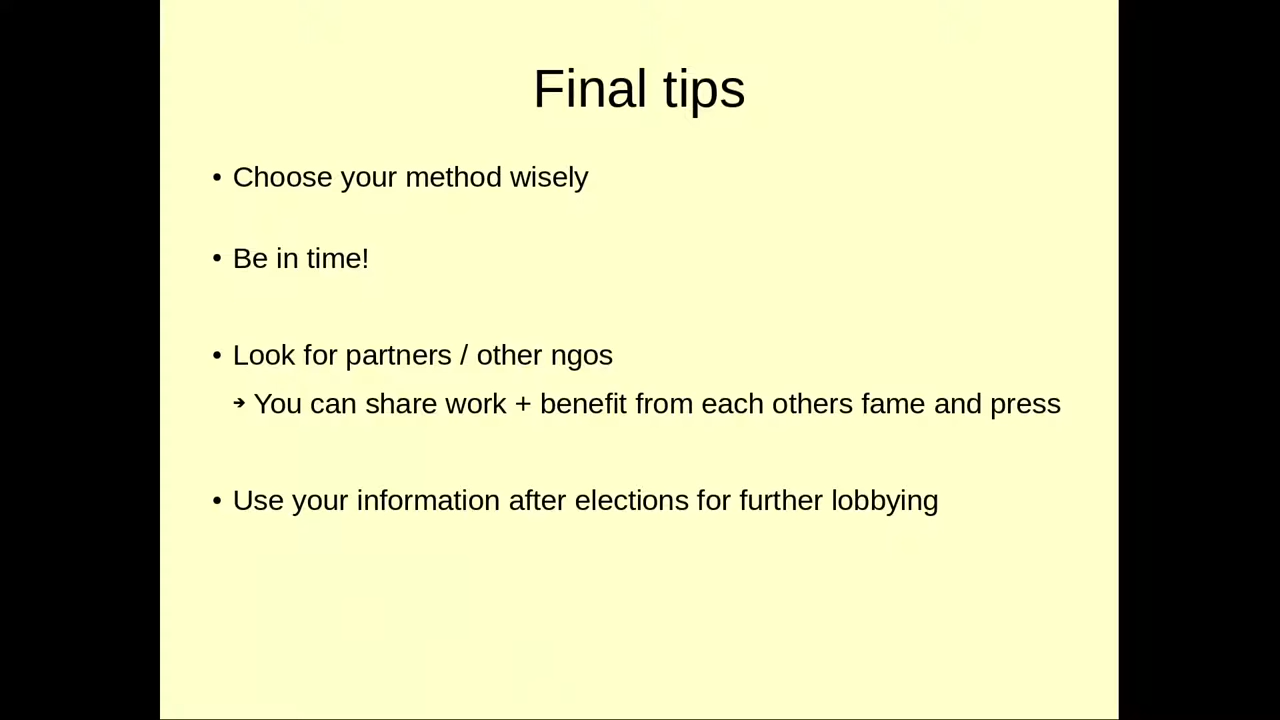 Final tips
• Choose your method wisely
• Be in time!
• Look for partners / other ngos
➔ You can share work + benefit from each others fame and press
• Use your information after elections for further lobbying